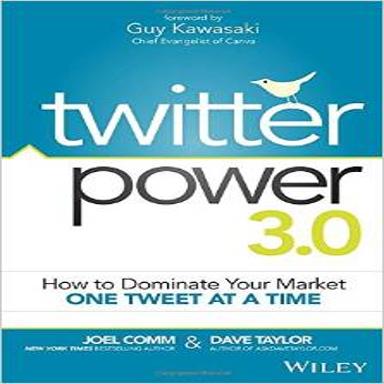 foreword by
Guy Kawasaki
Chief Evangelist of Canva
twitter
power
3.0
How to Dominate Your Market
ONE TWEET AT A TIME
JOEL COMM & DAVE TAYLOR
NEW YORK TIMES BESTSELLING AUTHOR AUTHOR OF ASKDAVETAYLOR.COM
WILEY